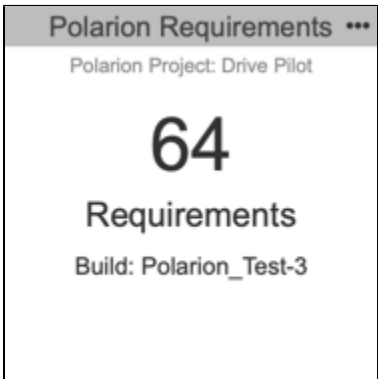 Polarion Requirements •••
Polarion Project: Drive Pilot
64
Requirements
Build: Polarion_Test-3